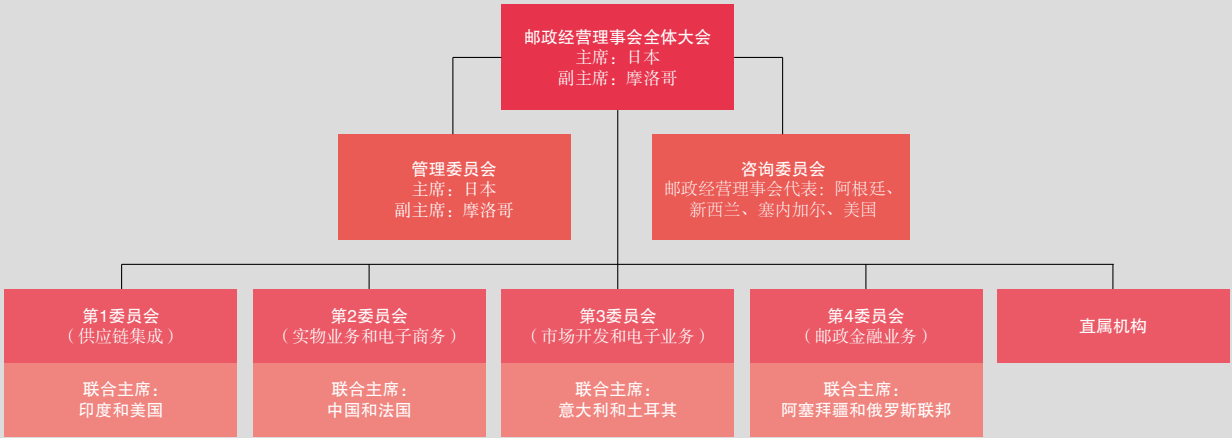 邮政经营理事会全体大会
主席：日本
副主席：摩洛哥
管理委员会
主席：日本
副主席：摩洛哥
咨询委员会
邮政经营理事会代表：阿根廷、
新西兰、塞内加尔、美国
第1委员会
（供应链集成）
联合主席：
印度和美国
第2委员会
（实物业务和电子商务）
联合主席：
中国和法国
第3委员会
（市场开发和电子业务）
联合主席：
意大利和土耳其
第4委员会
（邮政金融业务）
联合主席：
阿塞拜疆和俄罗斯联邦
直属机构